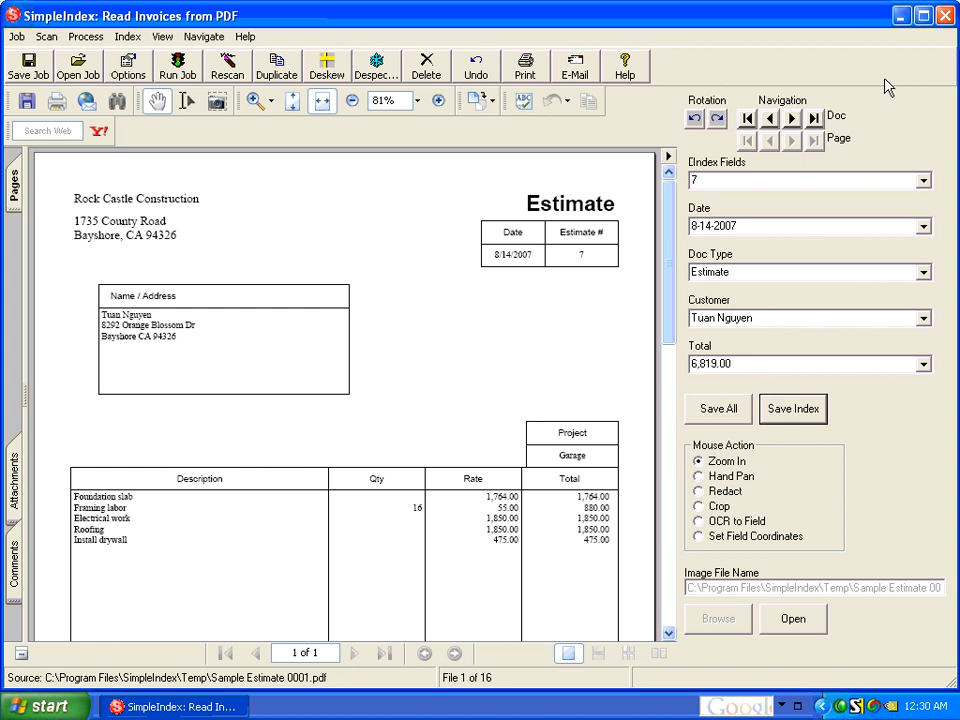 SimpleIndex: Read Invoices from PDF
Job Scan Process Index View Navigate Help
Save Job Open Job Options Run Job Rescan Duplicate Deskew Despec... Delete Undo Print E-Mail Help
81%
Search Web Y!
Rotation Navigation
Doc
Page
Pages
Attachments
Comments
Rock Castle Construction
1735 County Road
Bayshore, CA 94326
Estimate
Date Estimate #
8/14/2007 7
Name / Address
Tuan Nguyen
8292 Orange Blossom Dr
Bayshore CA 94326
Project
Garage
Description Qty Rate Total
Foundation slab 1,764.00 1,764.00
Framing labor 16 55.00 880.00
Electrical work 1,850.00 1,850.00
Roofing 1,850.00 1,850.00
Install drywall 475.00 475.00
Index Fields
7
Date
8-14-2007
Doc Type
Estimate
Customer
Tuan Nguyen
Total
6,819.00
Save All Save Index
Mouse Action
Zoom In
Hand Pan
Redact
Crop
OCR to Field
Set Field Coordinates
Image File Name
C:\Program Files\SimpleIndex\Temp\Sample Estimate 00
Browse Open
1 of 1
Source: C:\Program Files\SimpleIndex\Temp\Sample Estimate 0001.pdf File 1 of 16
start SimpleIndex: Read In... Google 12:30 AM